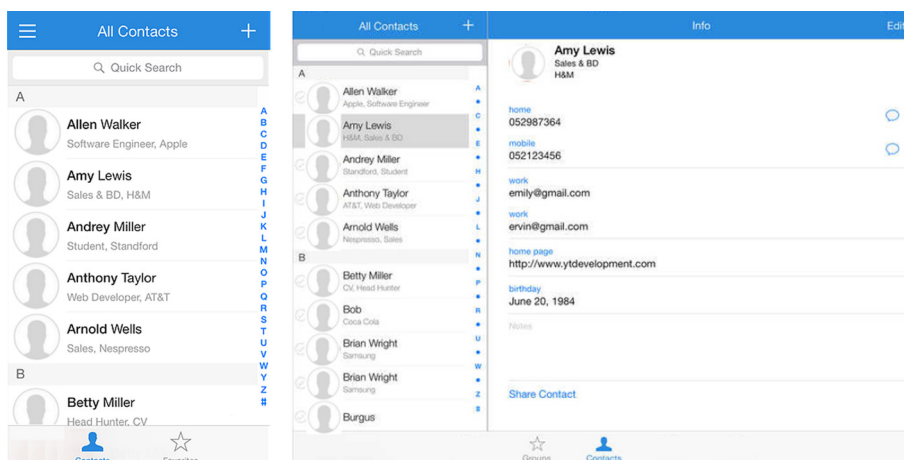 All Contacts
+
Quick Search
A
Allen Walker
Software Engineer, Apple
Amy Lewis
Sales & BD, H&M
Andrey Miller
Student, Standford
Anthony Taylor
Web Developer, AT&T
Arnold Wells
Sales, Nespresso
B
Betty Miller
Head Hunter, CV
A
B
C
D
E
F
G
H
I
J
K
L
M
N
O
P
Q
R
S
T
U
V
W
Y
Z
#
Contacts
Favorites
All Contacts
+
Quick Search
A
Allen Walker
Apple, Software Engineer
Amy Lewis
H&M, Sales & BD
Andrey Miller
Standford, Student
Anthony Taylor
AT&T, Web Developer
Arnold Wells
Nespresso, Sales
B
Betty Miller
CV, Head Hunter
Bob
Coca Cola
Brian Wright
Samsung
Brian Wright
Samsung
Burgus
A
C
E
H
J
L
N
P
R
U
W
Z
#
Info
Edit
Amy Lewis
Sales & BD
H&M
home
052987364
mobile
052123456
work
emily@gmail.com
work
ervin@gmail.com
home page
http://www.ytdevelopment.com
birthday
June 20, 1984
Notes
Share Contact
Groups
Contacts